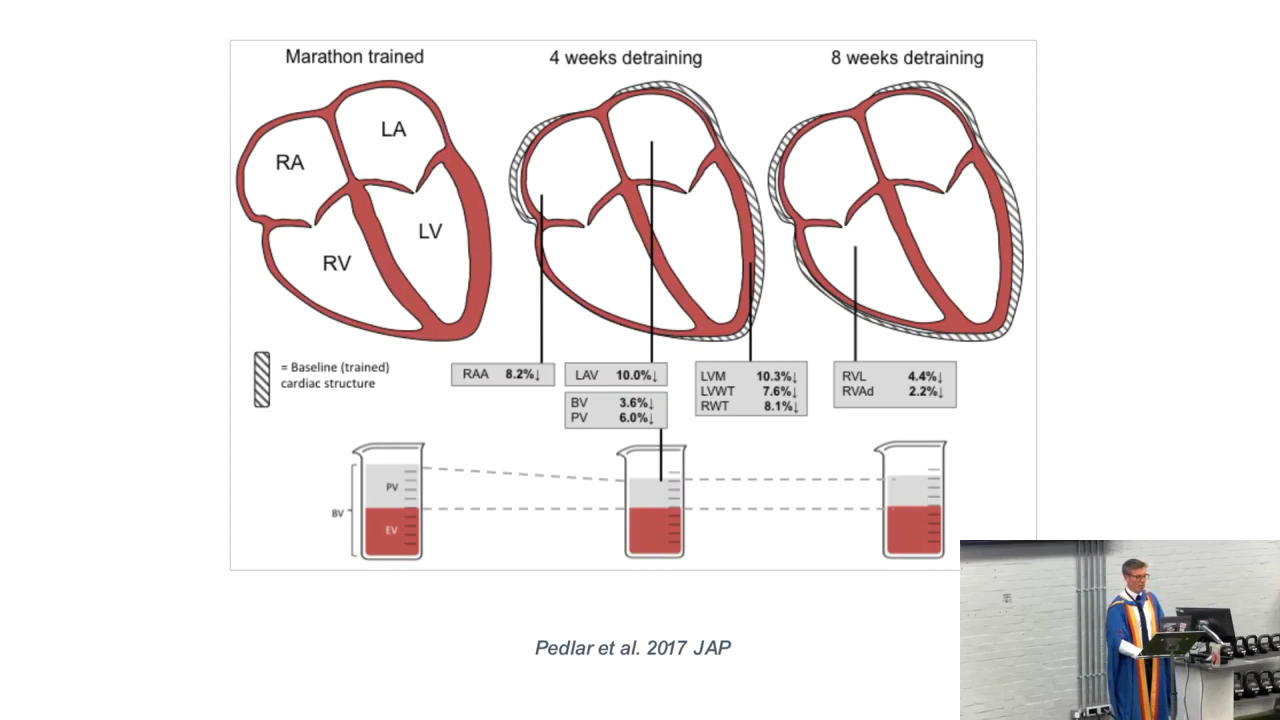 Marathon trained
4 weeks detraining
8 weeks detraining
LA
RA
LV
RV
= Baseline (trained)
cardiac structure
RAA 8.2%↓
LAV 10.0%↓
BV 3.6%↓
PV 6.0%↓
LVM 10.3%↓
LVWT 7.6%↓
RWT 8.1%↓
RVL 4.4%↓
RVAd 2.2%↓
PV
BV
EV
Pedlar et al. 2017 JAP